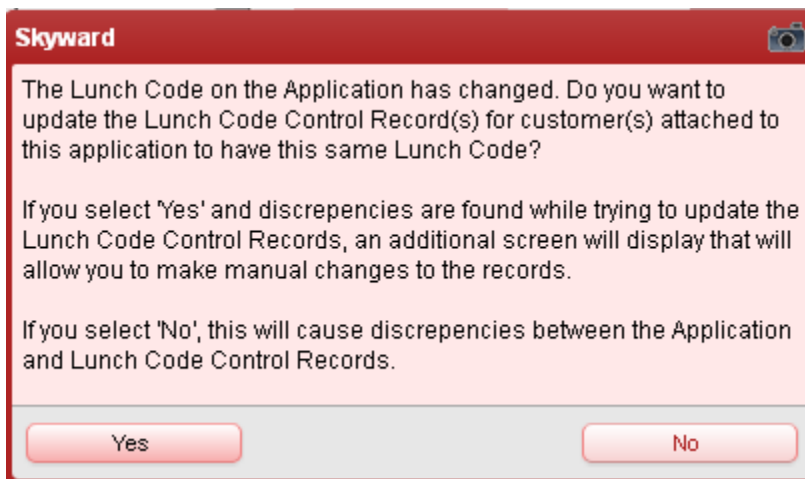 Skyward
The Lunch Code on the Application has changed. Do you want to
update the Lunch Code Control Record(s) for customer(s) attached to
this application to have this same Lunch Code?
If you select 'Yes' and discrepencies are found while trying to update the
Lunch Code Control Records, an additional screen will display that will
allow you to make manual changes to the records.
If you select 'No', this will cause discrepencies between the Application
and Lunch Code Control Records.
Yes
No